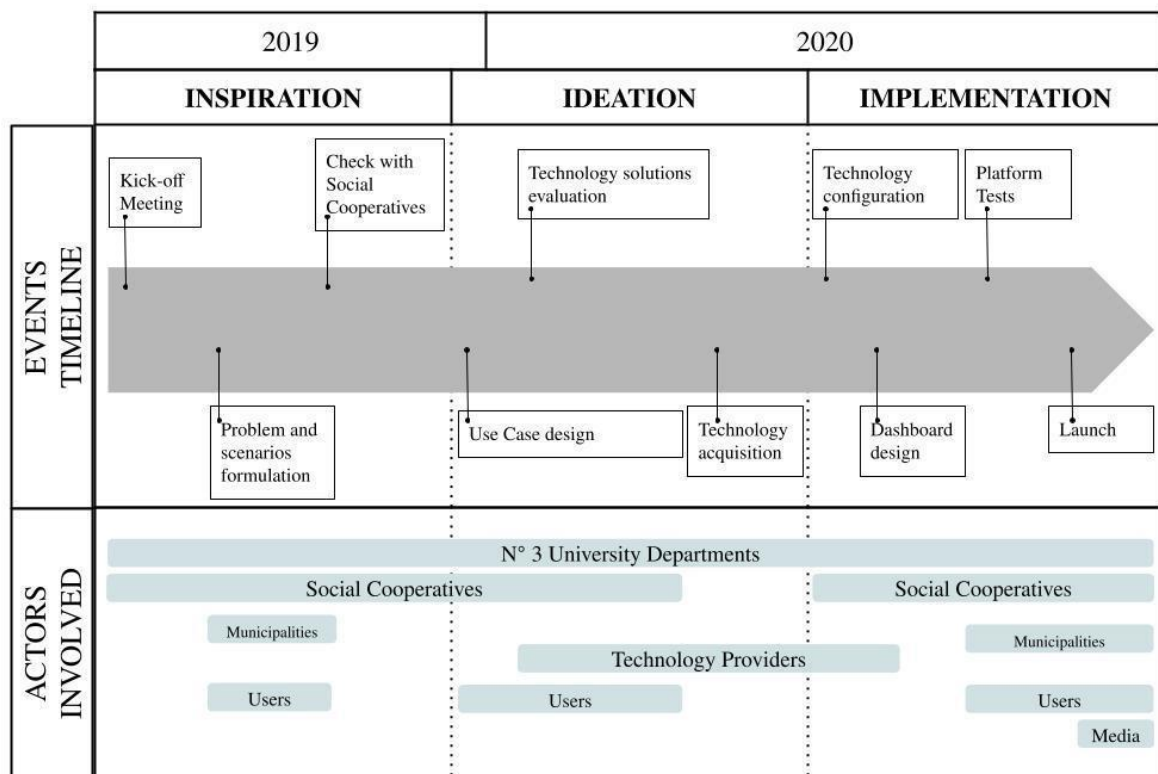 2019
2020
INSPIRATION
IDEATION
IMPLEMENTATION
EVENTS
TIMELINE
Kick-off
Meeting
Check with
Social
Cooperatives
Technology solutions
evaluation
Technology
configuration
Platform
Tests
Problem and
scenarios
formulation
Use Case design
Technology
acquisition
Dashboard
design
Launch
ACTORS
INVOLVED
N° 3 University Departments
Social Cooperatives
Social Cooperatives
Municipalities
Municipalities
Technology Providers
Users
Users
Users
Media